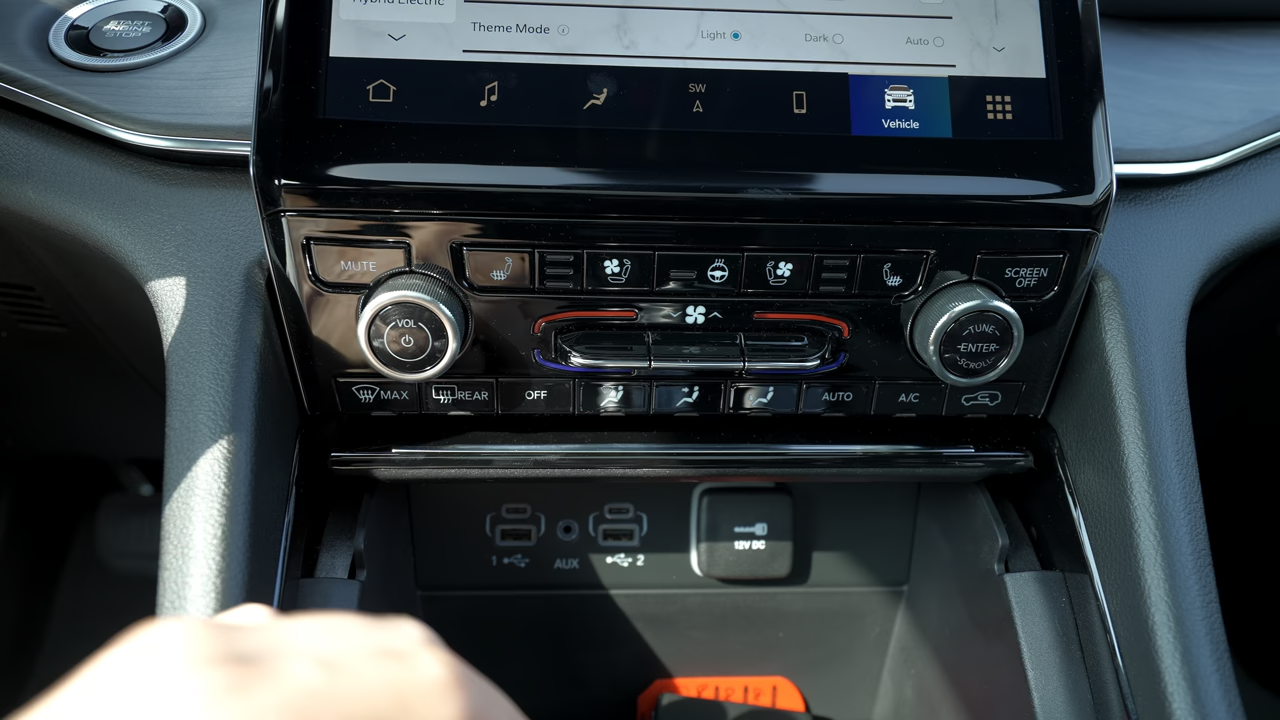 START
ENGINE
STOP
Hybrid Electric
Theme Mode
Light
Dark
Auto
SW
Vehicle
MUTE
SCREEN
OFF
VOL
TUNE
ENTER
SCROLL
MAX
REAR
OFF
AUTO
A/C
1
AUX
2
12V DC